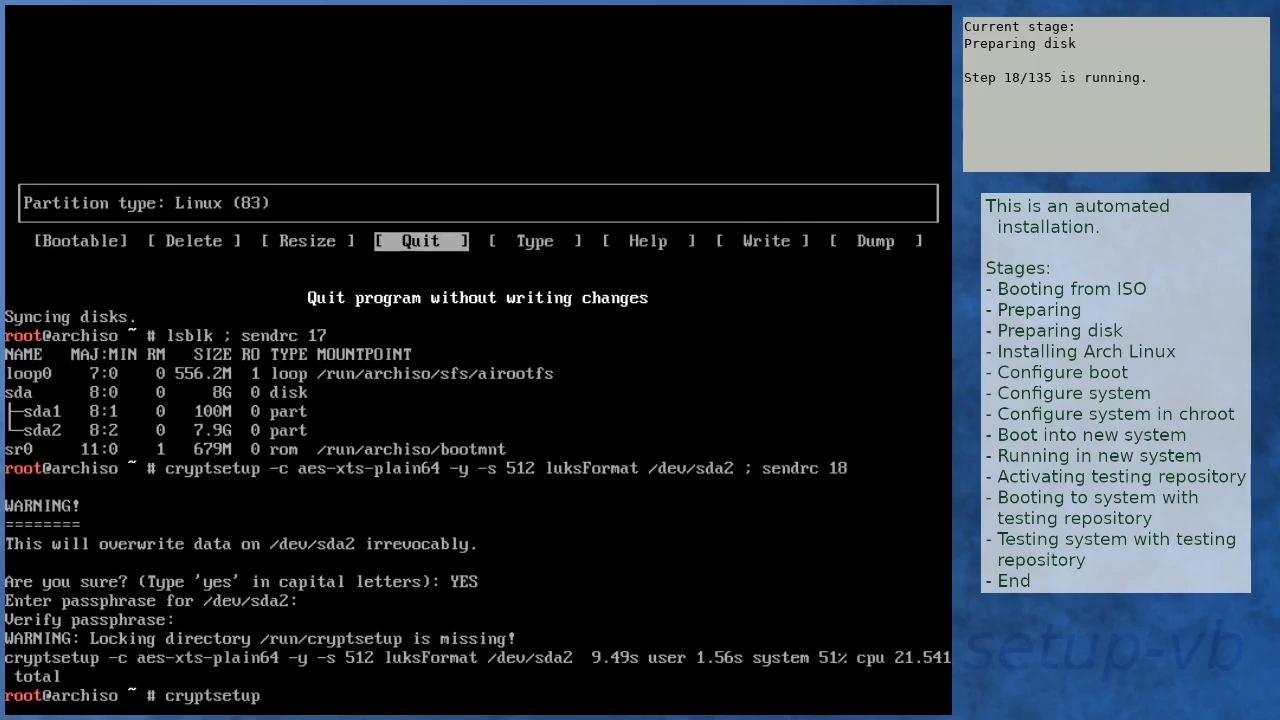 Partition type: Linux (83)
[Bootable] [ Delete ] [ Resize ] [ Quit ] [ Type ] [ Help ] [ Write ] [ Dump ]
Quit program without writing changes
Syncing disks.
root@archiso ~ # lsblk ; sendrc 17
NAME MAJ:MIN RM SIZE RO TYPE MOUNTPOINT
loop0 7:0 0 556.2M 1 loop /run/archiso/sfs/airootfs
sda 8:0 0 8G 0 disk
├─sda1 8:1 0 100M 0 part
└─sda2 8:2 0 7.9G 0 part
sr0 11:0 1 679M 0 rom /run/archiso/bootmnt
root@archiso ~ # cryptsetup -c aes-xts-plain64 -y -s 512 luksFormat /dev/sda2 ; sendrc 18
WARNING!
========
This will overwrite data on /dev/sda2 irrevocably.
Are you sure? (Type 'yes' in capital letters): YES
Enter passphrase for /dev/sda2:
Verify passphrase:
WARNING: Locking directory /run/cryptsetup is missing!
cryptsetup -c aes-xts-plain64 -y -s 512 luksFormat /dev/sda2 9.49s user 1.56s system 51% cpu 21.541
total
root@archiso ~ # cryptsetup
Current stage:
Preparing disk
Step 18/135 is running.
This is an automated
installation.
Stages:
- Booting from ISO
- Preparing
- Preparing disk
- Installing Arch Linux
- Configure boot
- Configure system
- Configure system in chroot
- Boot into new system
- Running in new system
- Activating testing repository
- Booting to system with
testing repository
- Testing system with testing
repository
- End
setup-vb